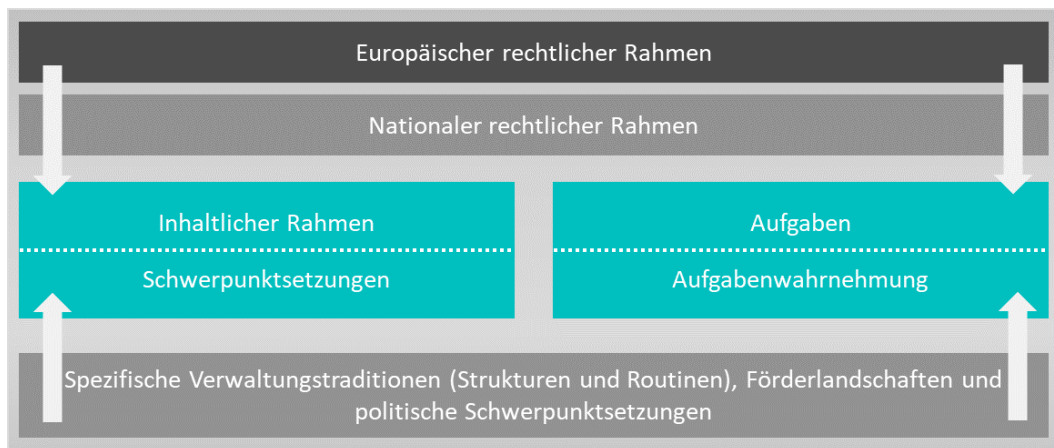 Europäischer rechtlicher Rahmen
Nationaler rechtlicher Rahmen
Inhaltlicher Rahmen
Schwerpunktsetzungen
Aufgaben
Aufgabenwahrnehmung
Spezifische Verwaltungstraditionen (Strukturen und Routinen), Förderlandschaften und
politische Schwerpunktsetzungen